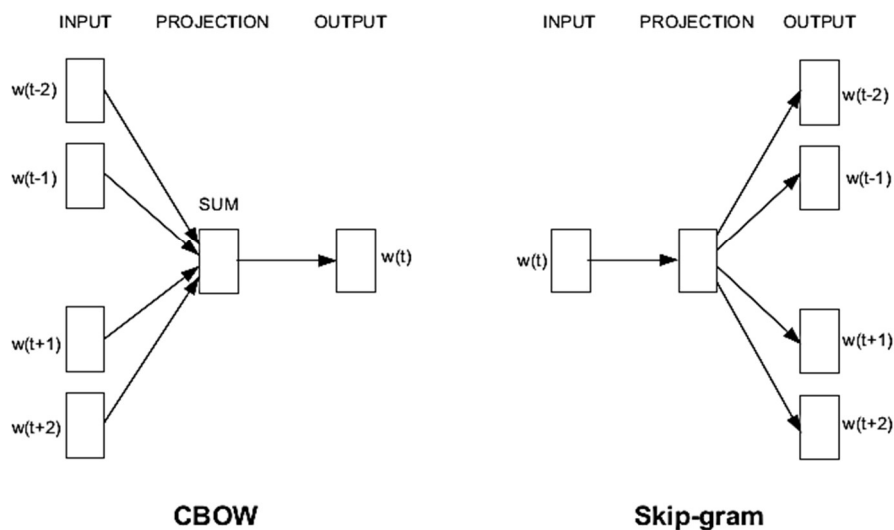 INPUT PROJECTION OUTPUT
w(t-2)
w(t-1)
SUM
w(t)
w(t+1)
w(t+2)
CBOW
INPUT PROJECTION OUTPUT
w(t-2)
w(t-1)
w(t)
w(t+1)
w(t+2)
Skip-gram